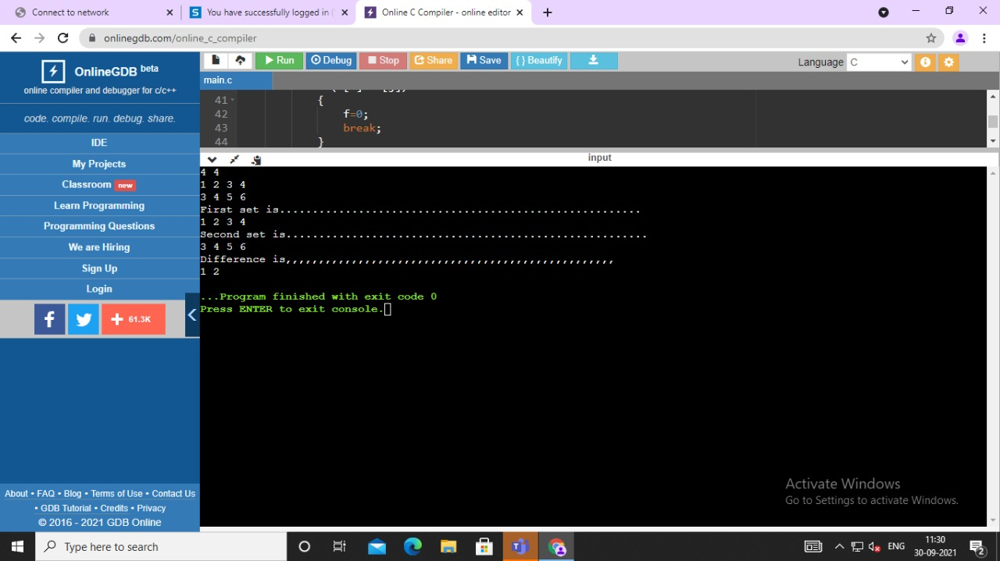 Connect to network
You have successfully logged in (
Online C Compiler - online editor
onlinegdb.com/online_c_compiler
OnlineGDB beta
online compiler and debugger for c/c++
code. compile. run. debug. share.
IDE
My Projects
Classroom new
Learn Programming
Programming Questions
We are Hiring
Sign Up
Login
61.3K
About • FAQ • Blog • Terms of Use • Contact Us
• GDB Tutorial • Credits • Privacy
© 2016 - 2021 GDB Online
Run Debug Stop Share Save { } Beautify
Language C
main.c
41 {
42 f=0;
43 break;
44 }
input
4 4
1 2 3 4
3 4 5 6
First set is.......................................................
1 2 3 4
Second set is.......................................................
3 4 5 6
Difference is,,,,,,,,,,,,,,,,,,,,,,,,,,,,,,,,,,,,,,,,,,,,,,,,,,
1 2
...Program finished with exit code 0
Press ENTER to exit console.
Activate Windows
Go to Settings to activate Windows.
Type here to search
ENG
11:30
30-09-2021
2